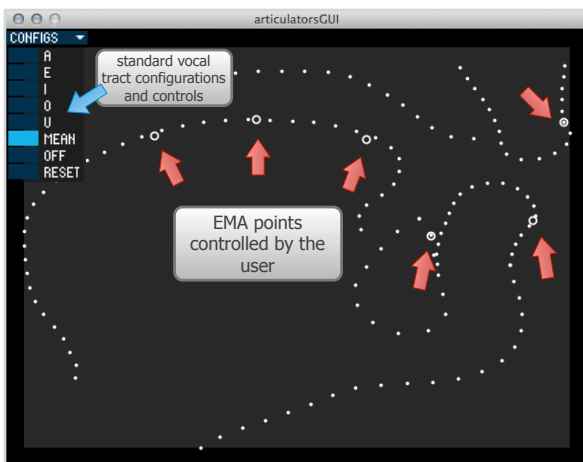 articulatorsGUI
CONFIGS
A
E
I
O
U
MEAN
OFF
RESET
standard vocal
tract configurations
and controls
EMA points
controlled by the
user